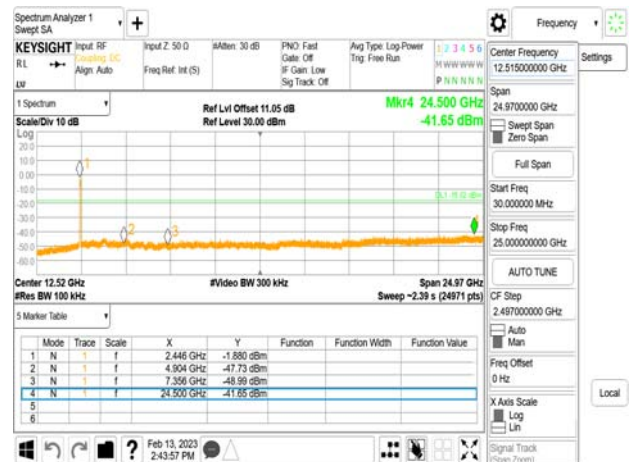 Spectrum Analyzer 1
Swept SA
Frequency
KEYSIGHT
Input: RF
Coupling: DC
Align: Auto
Input Z: 50 Ω
Freq Ref: Int (S)
#Atten: 30 dB
PNO: Fast
Gate: Off
IF Gain: Low
Sig Track: Off
Avg Type: Log-Power
Trig: Free Run
1 2 3 4 5 6
M W W W W W
P N N N N N
RL
1 Spectrum
Scale/Div 10 dB
Ref Lvl Offset 11.05 dB
Ref Level 30.00 dBm
Mkr4 24.500 GHz
-41.65 dBm
Log
20.0
10.0
0.00
-10.0
-20.0
-30.0
-40.0
-50.0
-60.0
1
2
3
Center 12.52 GHz
#Res BW 100 kHz
#Video BW 300 kHz
Span 24.97 GHz
Sweep ~2.39 s (24971 pts)
5 Marker Table
Mode Trace Scale X Y Function Function Width Function Value
1 N 1 f 2.446 GHz -1.880 dBm
2 N 1 f 4.904 GHz -47.73 dBm
3 N 1 f 7.356 GHz -48.99 dBm
4 N 1 f 24.500 GHz -41.65 dBm
5
6
Feb 13, 2023
2:43:57 PM
Center Frequency
12.515000000 GHz
Settings
Span
24.9700000 GHz
Swept Span
Zero Span
Full Span
Start Freq
30.000000 MHz
Stop Freq
25.000000000 GHz
AUTO TUNE
CF Step
2.497000000 GHz
Auto
Man
Freq Offset
0 Hz
X Axis Scale
Log
Lin
Local
Signal Track
(Span Zoom)